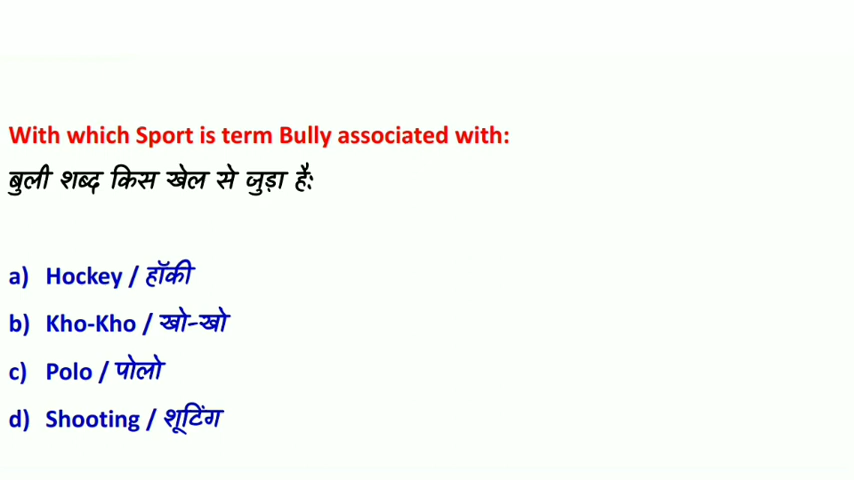 With which Sport is term Bully associated with:
बुली शब्द किस खेल से जुड़ा है:
a) Hockey / हॉकी
b) Kho-Kho / खो-खो
c) Polo / पोलो
d) Shooting / शूटिंग